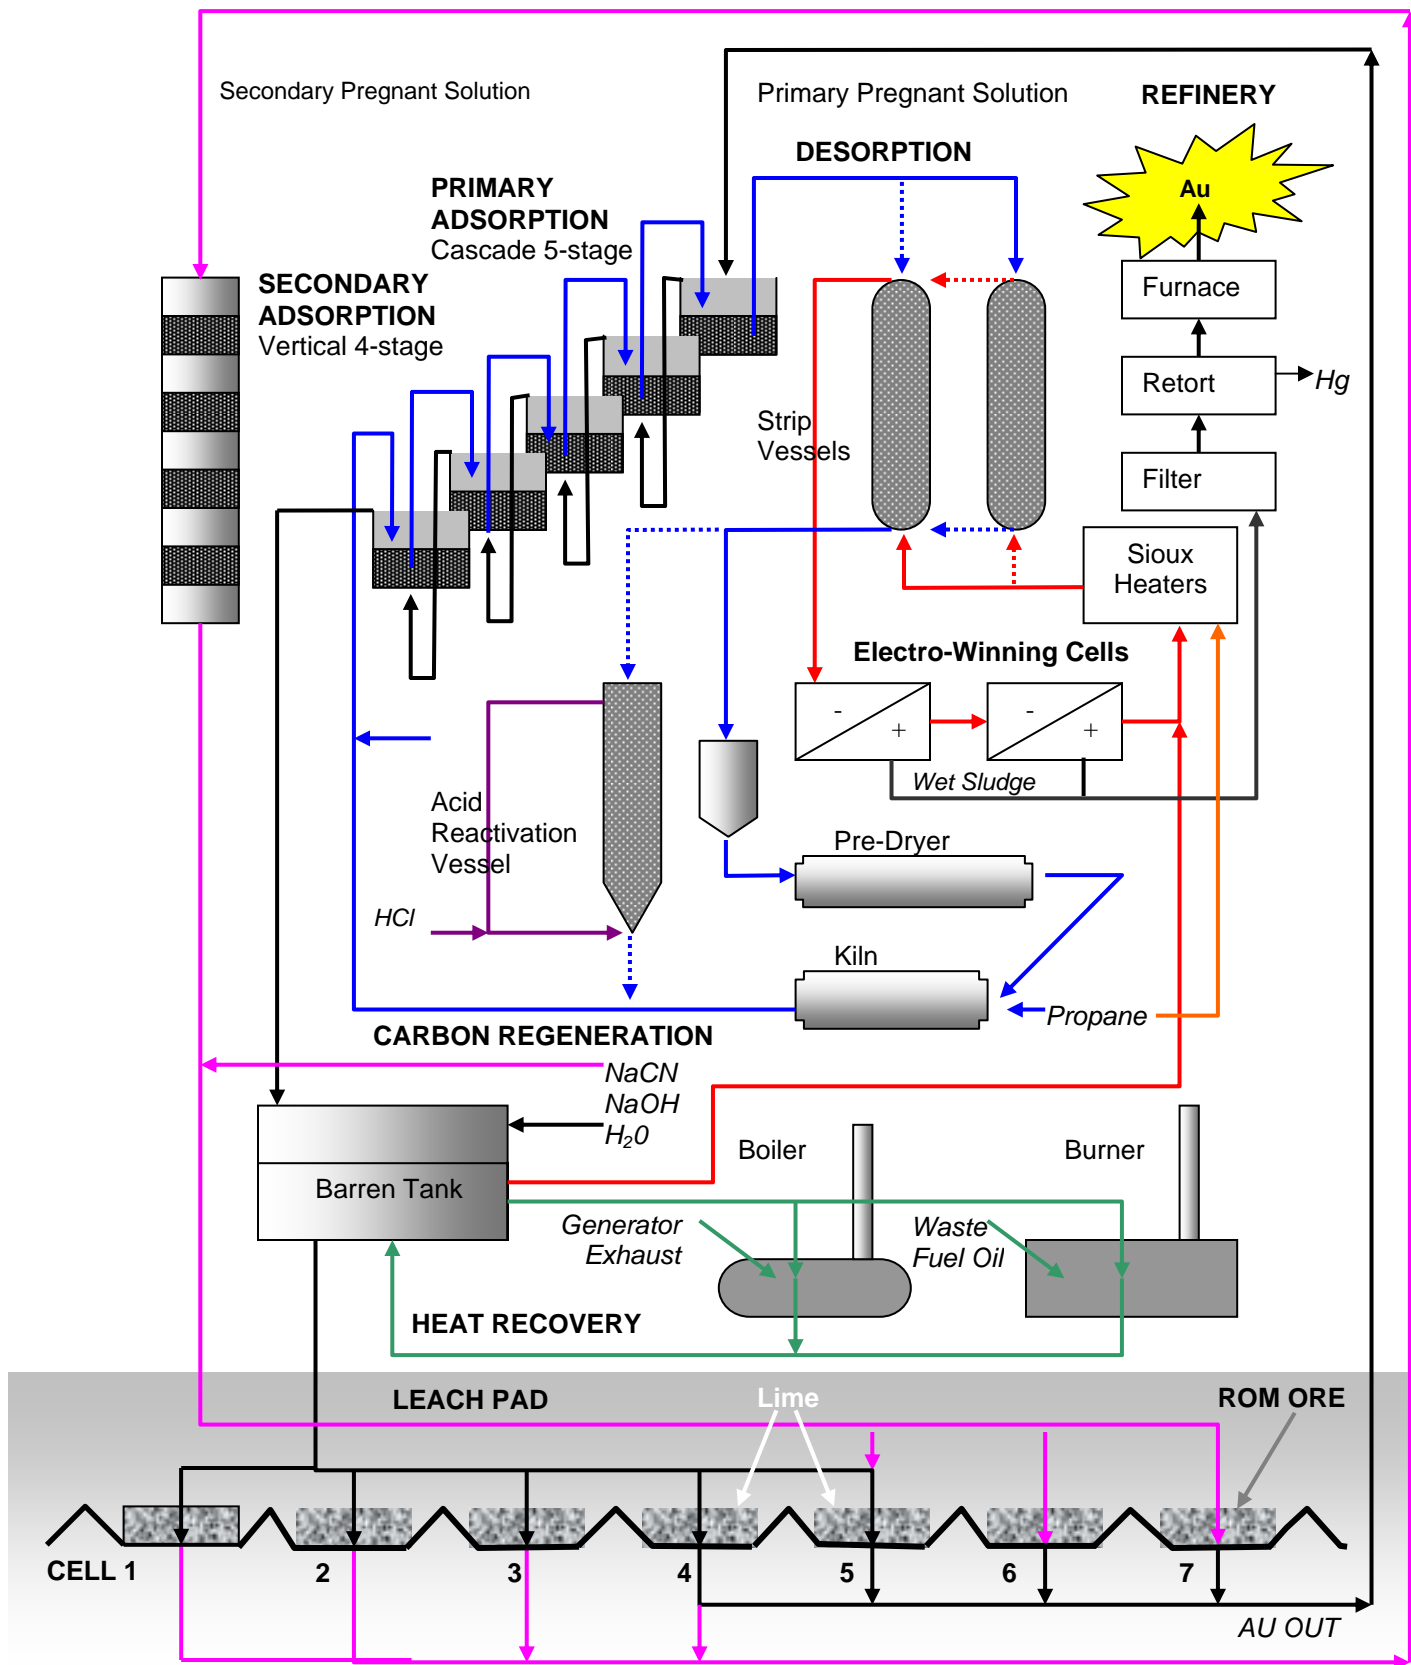 Secondary Pregnant Solution
Primary Pregnant Solution
REFINERY
DESORPTION
Au
PRIMARY
ADSORPTION
Cascade 5-stage
SECONDARY
ADSORPTION
Vertical 4-stage
Furnace
Retort
Hg
Strip
Vessels
Filter
Sioux
Heaters
Electro-Winning Cells
-
+
-
+
Wet Sludge
Acid
Reactivation
Vessel
Pre-Dryer
HCl
Kiln
Propane
CARBON REGENERATION
NaCN
NaOH
H₂0
Boiler
Burner
Barren Tank
Generator
Exhaust
Waste
Fuel Oil
HEAT RECOVERY
LEACH PAD
Lime
ROM ORE
CELL 1
2
3
4
5
6
7
AU OUT